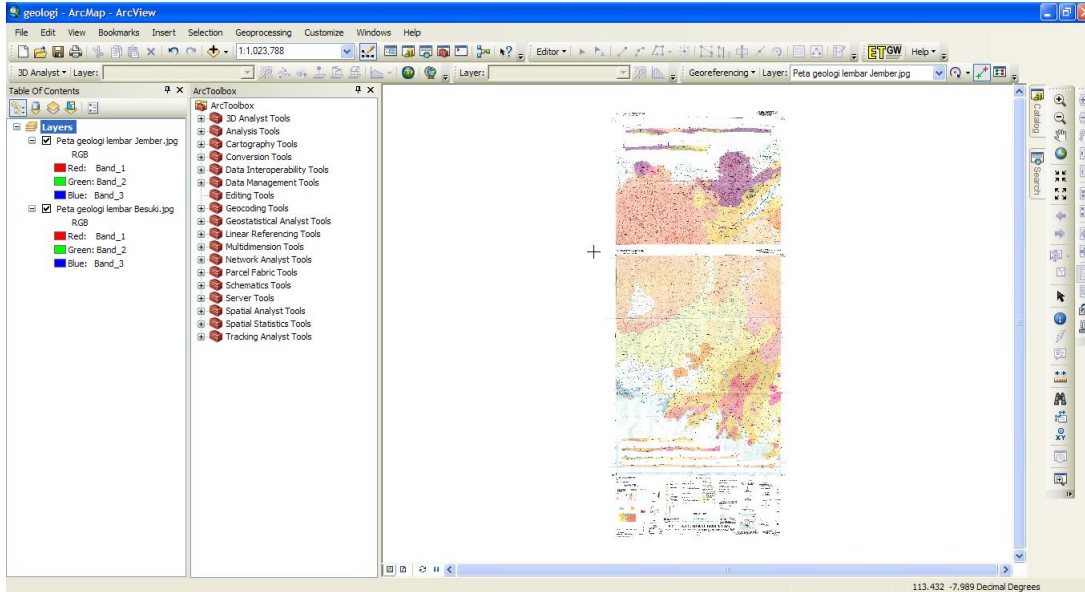 geologi - ArcMap - ArcView
File Edit View Bookmarks Insert Selection Geoprocessing Customize Windows Help
1:1,023,788 Editor ET GW Help
3D Analyst Layer: Layer: Georeferencing Layer: Peta geologi lembar Jember.jpg
Table Of Contents
Layers
Peta geologi lembar Jember.jpg
RGB
Red: Band_1
Green: Band_2
Blue: Band_3
Peta geologi lembar Besuki.jpg
RGB
Red: Band_1
Green: Band_2
Blue: Band_3
ArcToolbox
ArcToolbox
3D Analyst Tools
Analysis Tools
Cartography Tools
Conversion Tools
Data Interoperability Tools
Data Management Tools
Editing Tools
Geocoding Tools
Geostatistical Analyst Tools
Linear Referencing Tools
Multidimension Tools
Network Analyst Tools
Parcel Fabric Tools
Schematics Tools
Server Tools
Spatial Analyst Tools
Spatial Statistics Tools
Tracking Analyst Tools
Catalog
Search
XY
113.432 -7.989 Decimal Degrees